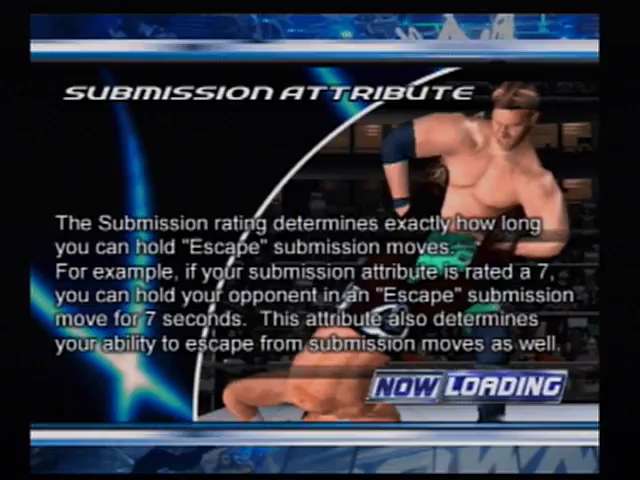 SUBMISSION ATTRIBUTE
The Submission rating determines exactly how long
you can hold "Escape" submission moves.
For example, if your submission attribute is rated a 7,
you can hold your opponent in an "Escape" submission
move for 7 seconds.  This attribute also determines
your ability to escape from submission moves as well.
NOW LOADING